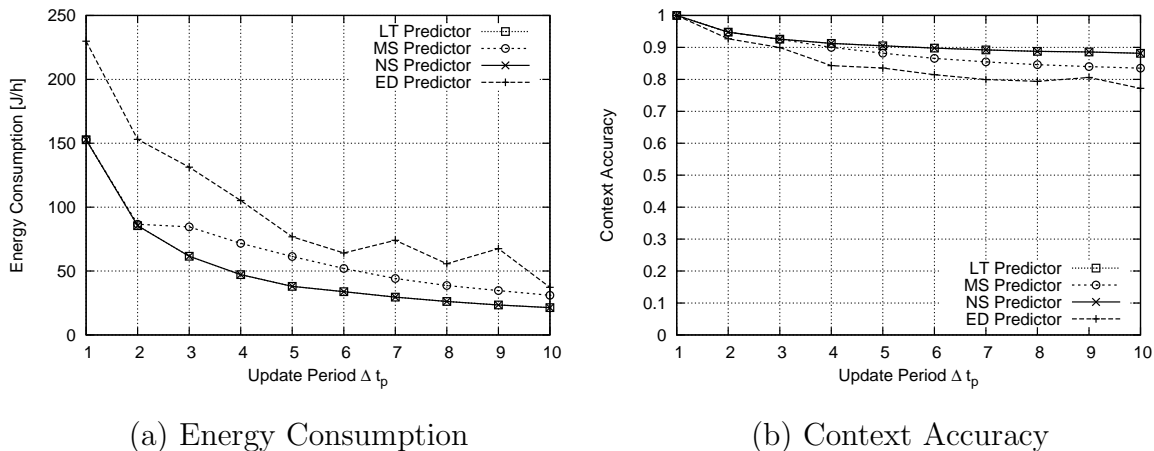 250
200
150
100
50
0
Energy Consumption [J/h]
LT Predictor
MS Predictor
NS Predictor
ED Predictor
1 2 3 4 5 6 7 8 9 10
Update Period Δ tp
(a) Energy Consumption
1
0.9
0.8
0.7
0.6
0.5
0.4
0.3
0.2
0.1
0
Context Accuracy
LT Predictor
MS Predictor
NS Predictor
ED Predictor
1 2 3 4 5 6 7 8 9 10
Update Period Δ tp
(b) Context Accuracy